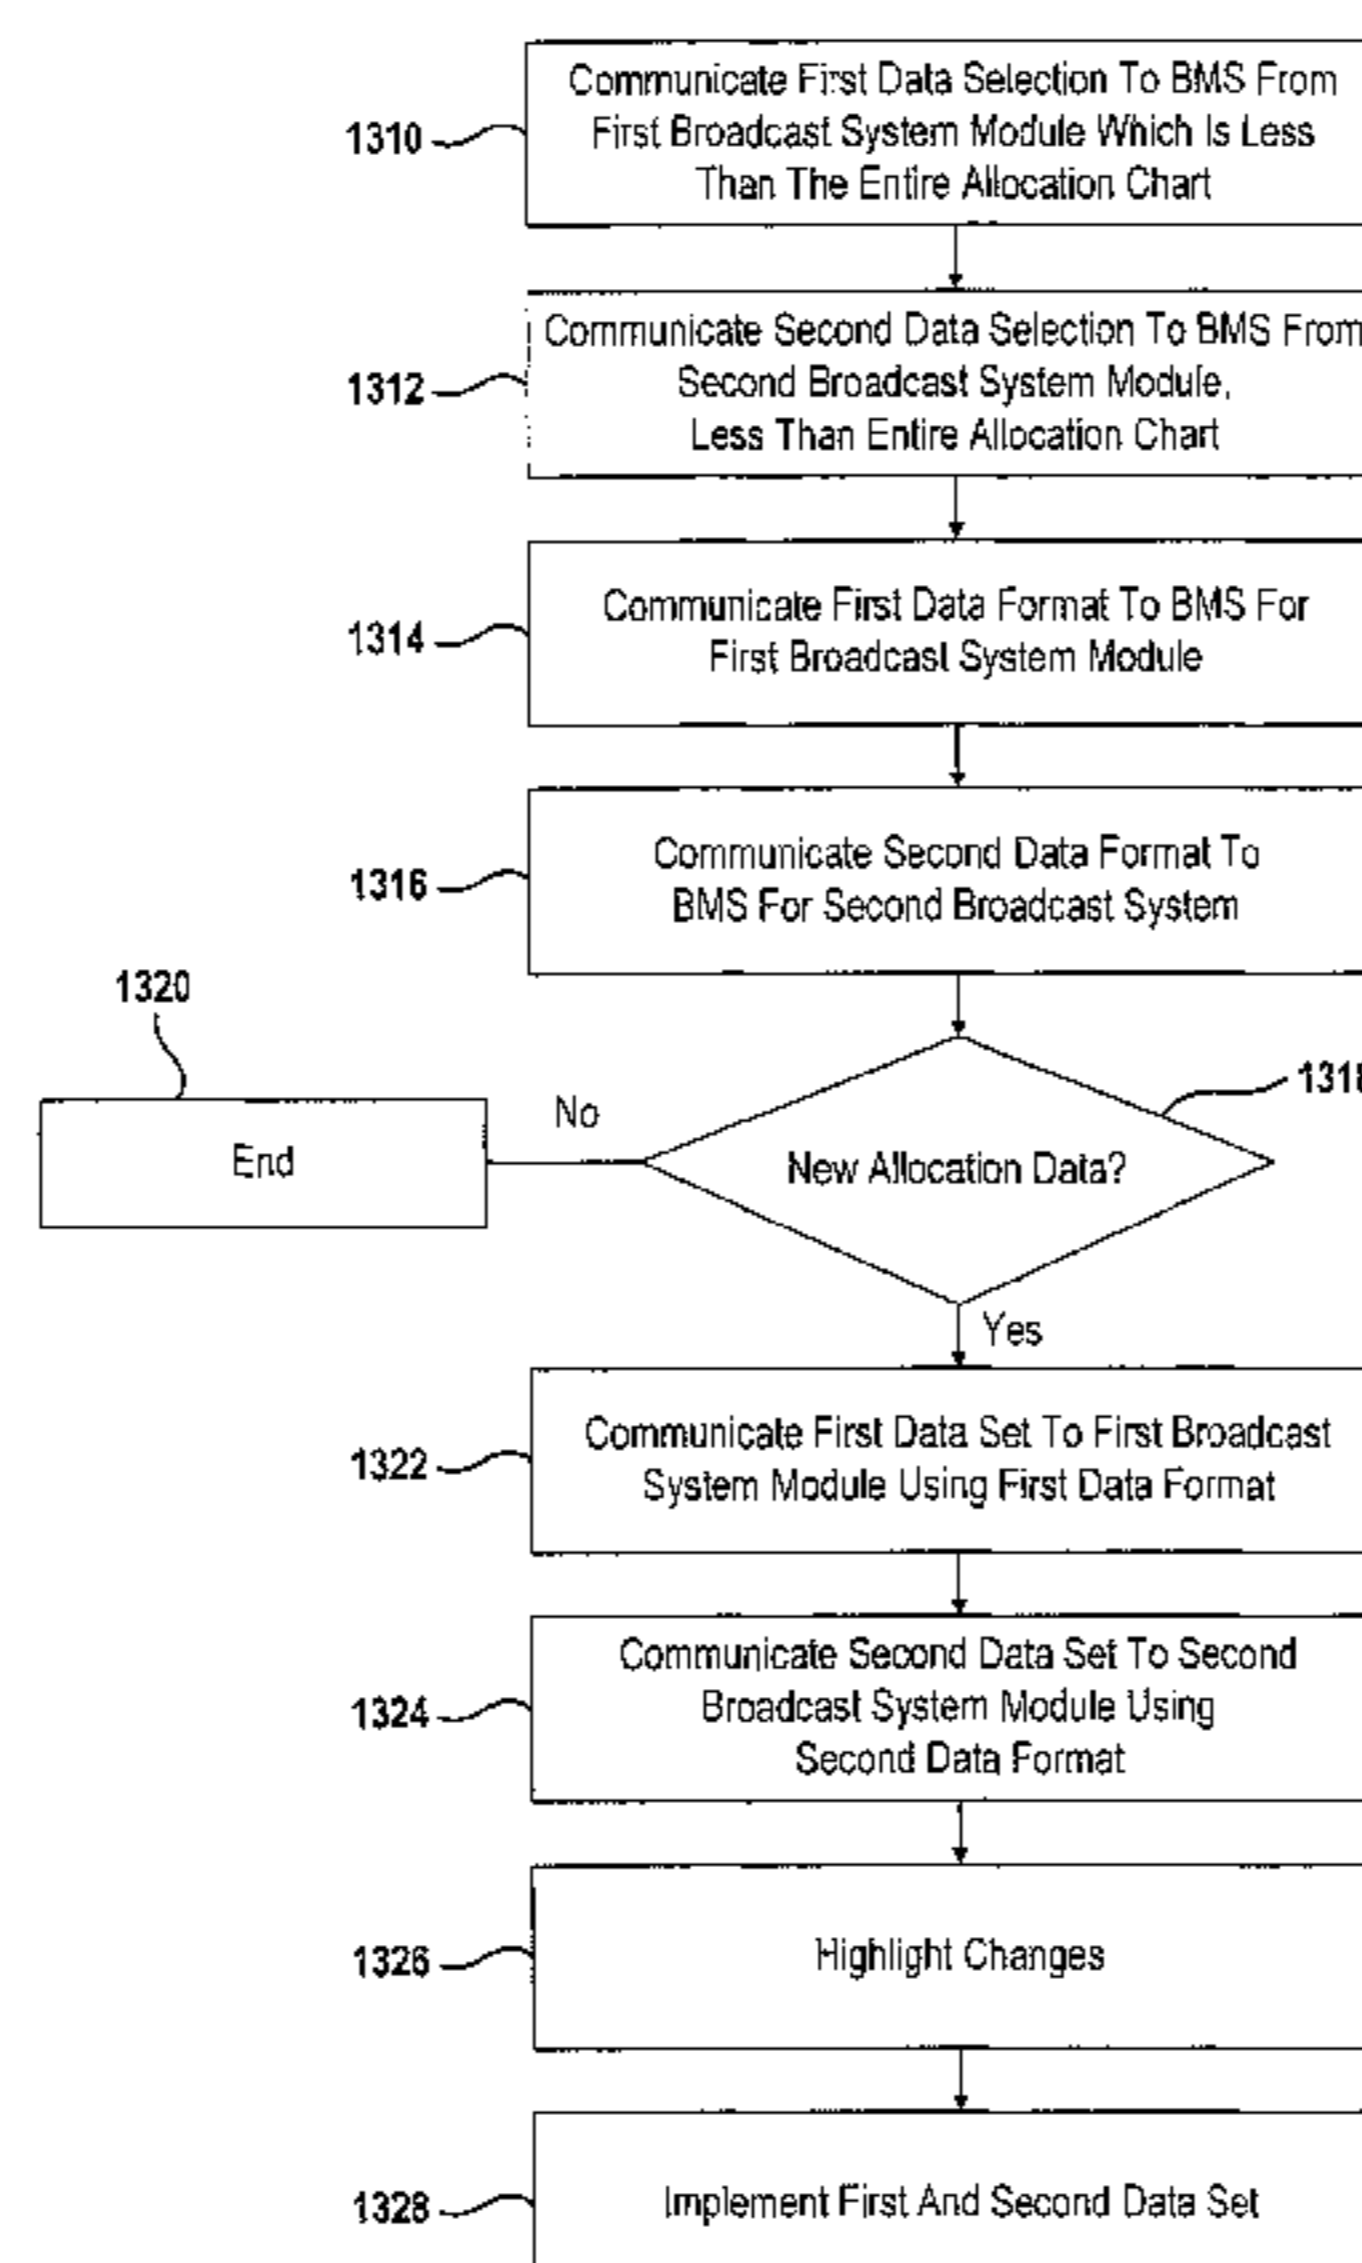 Communicate First Data Selection To BMS From
1310
First Broadcast System Module Which Is Less
Than The Entire Allocation Chart
Communicate Second Data Selection To BMS From
1312
Second Broadcast System Module,
Less Than Entire Allocation Chart
1314
Communicate First Data Format To BMS For
First Broadcast System Module
1316
Communicate Second Data Format To
BMS For Second Broadcast System
1320
End
No
1318
New Allocation Data?
Yes
1322
Communicate First Data Set To First Broadcast
System Module Using First Data Format
1324
Communicate Second Data Set To Second
Broadcast System Module Using
Second Data Format
1326
Highlight Changes
1328
Implement First And Second Data Set